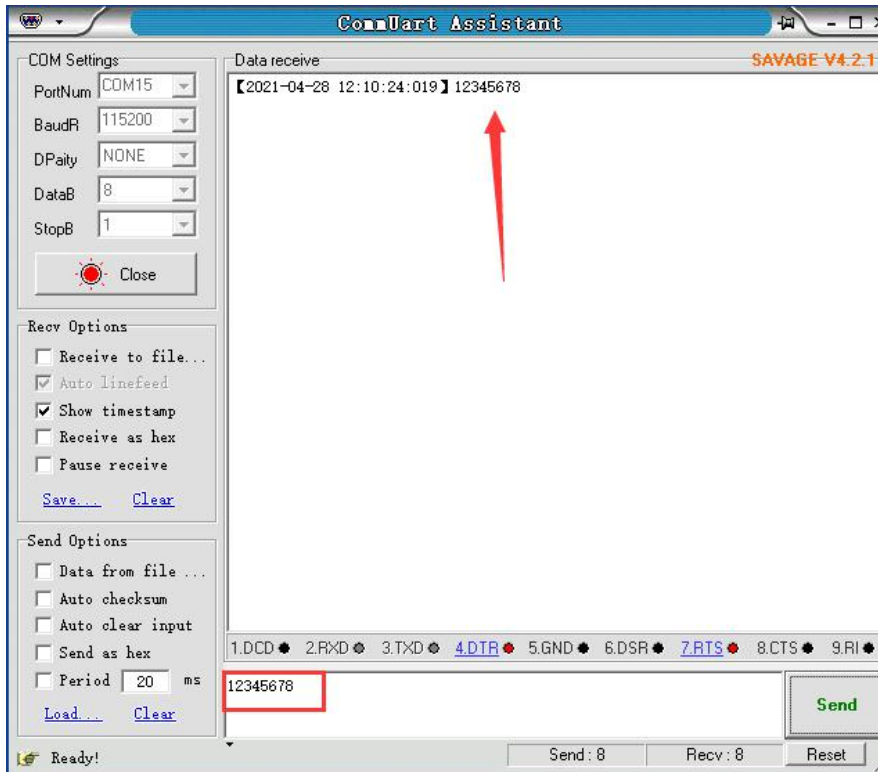 CommUart Assistant
COM Settings
PortNum COM15
BaudR 115200
DPaity NONE
DataB 8
StopB 1
Close
Recv Options
Receive to file...
Auto linefeed
Show timestamp
Receive as hex
Pause receive
Save... Clear
Send Options
Data from file ...
Auto checksum
Auto clear input
Send as hex
Period 20 ms
Load... Clear
Data receive SAVAGE V4.2.1
【2021-04-28 12:10:24:019】12345678
1.DCD 2.RXD 3.TXD 4.DTR 5.GND 6.DSR 7.RTS 8.CTS 9.RI
12345678
Send
Ready! Send : 8 Recv : 8 Reset